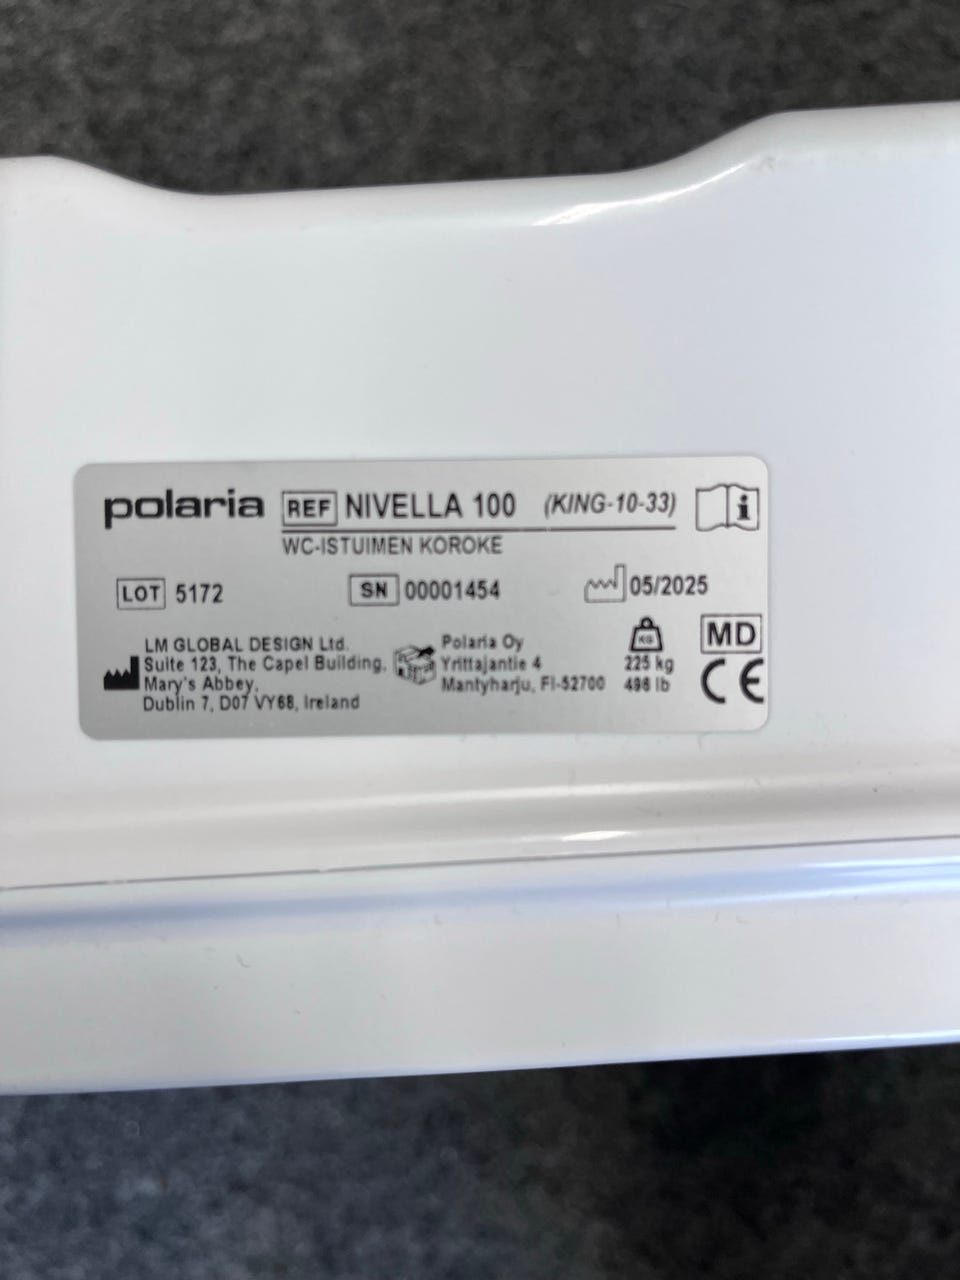 polaria REF NIVELLA 100 (KING-10-33)
WC-ISTUIMEN KOROKE
LOT 5172 SN 00001454 05/2025
LM GLOBAL DESIGN Ltd.
Suite 123, The Capel Building,
Mary's Abbey,
Dublin 7, D07 VY68, Ireland
Polaria Oy
Yrittajantie 4
Mantyharju, FI-52700
KG
225 kg
496 lb
MD
CE